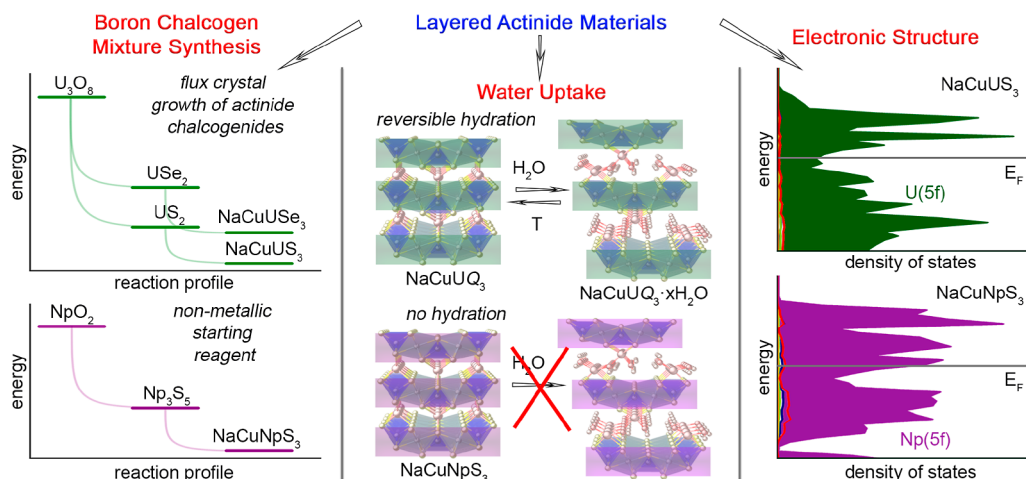 Layered Actinide Materials
Boron Chalcogen
Mixture Synthesis
energy
U₃O₈
flux crystal
growth of actinide
chalcogenides
USe₂
US₂
NaCuUSe₃
NaCuUS₃
reaction profile
energy
NpO₂
non-metallic
starting
reagent
Np₃S₅
NaCuNpS₃
reaction profile
Water Uptake
reversible hydration
H₂O
T
NaCuUQ₃
NaCuUQ₃·xH₂O
no hydration
H₂O
NaCuNpS₃
Electronic Structure
energy
NaCuUS₃
E_F
U(5f)
density of states
energy
NaCuNpS₃
E_F
Np(5f)
density of states